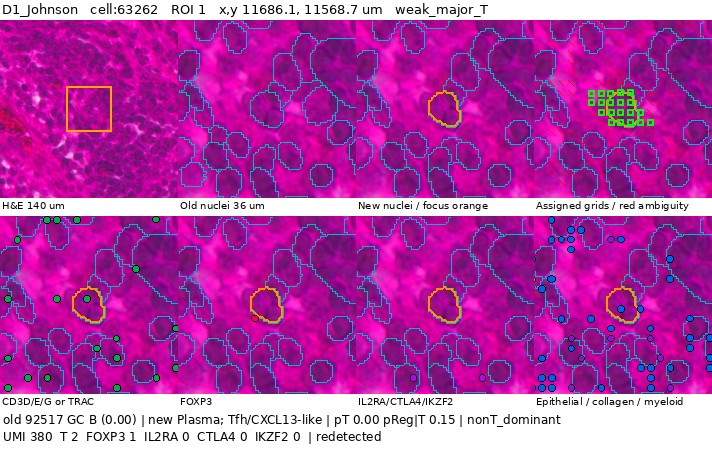 D1_Johnson cell:63262 ROI 1 x,y 11686.1, 11568.7 um weak_major_T
H&E 140 um
Old nuclei 36 um
New nuclei / focus orange
Assigned grids / red ambiguity
CD3D/E/G or TRAC
FOXP3
IL2RA/CTLA4/IKZF2
Epithelial / collagen / myeloid
old 92517 GC B (0.00) | new Plasma; Tfh/CXCL13-like | pT 0.00 pReg|T 0.15 | nonT_dominant
UMI 380 T 2 FOXP3 1 IL2RA 0 CTLA4 0 IKZF2 0 | redetected